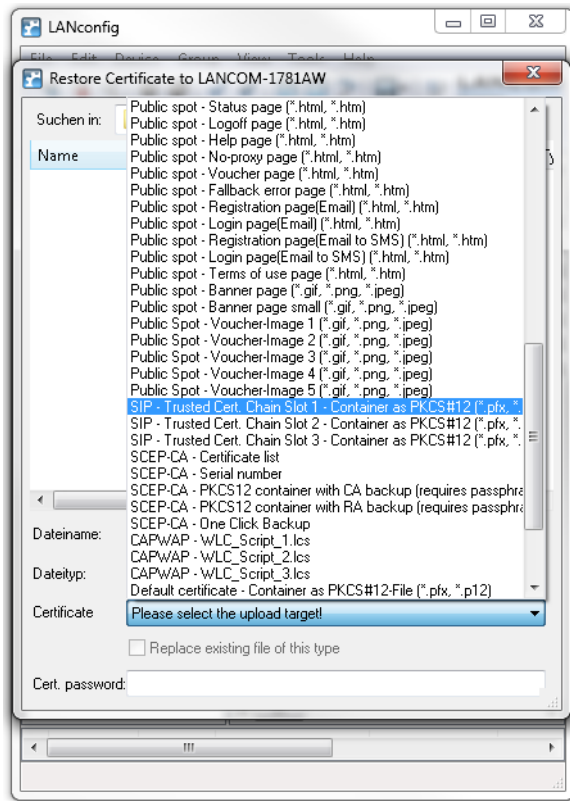 LANconfig
File Edit Device Group View Tools Help
Restore Certificate to LANCOM-1781AW
Suchen in:
Name
Public spot - Status page (*.html, *.htm)
Public spot - Logoff page (*.html, *.htm)
Public spot - Help page (*.html, *.htm)
Public spot - No-proxy page (*.html, *.htm)
Public spot - Voucher page (*.html, *.htm)
Public spot - Fallback error page (*.html, *.htm)
Public spot - Registration page(Email) (*.html, *.htm)
Public spot - Login page(Email) (*.html, *.htm)
Public spot - Registration page(Email to SMS) (*.html, *.htm)
Public spot - Login page(Email to SMS) (*.html, *.htm)
Public spot - Terms of use page (*.html, *.htm)
Public spot - Banner page (*.gif, *.png, *.jpeg)
Public spot - Banner page small (*.gif, *.png, *.jpeg)
Public Spot - Voucher-Image 1 (*.gif, *.png, *.jpeg)
Public Spot - Voucher-Image 2 (*.gif, *.png, *.jpeg)
Public Spot - Voucher-Image 3 (*.gif, *.png, *.jpeg)
Public Spot - Voucher-Image 4 (*.gif, *.png, *.jpeg)
Public Spot - Voucher-Image 5 (*.gif, *.png, *.jpeg)
SIP - Trusted Cert. Chain Slot 1 - Container as PKCS#12 (*.pfx, *.
SIP - Trusted Cert. Chain Slot 2 - Container as PKCS#12 (*.pfx, *.
SIP - Trusted Cert. Chain Slot 3 - Container as PKCS#12 (*.pfx, *.
SCEP-CA - Certificate list
SCEP-CA - Serial number
SCEP-CA - PKCS12 container with CA backup (requires passphra
SCEP-CA - PKCS12 container with RA backup (requires passphra
SCEP-CA - One Click Backup
CAPWAP - WLC_Script_1.lcs
CAPWAP - WLC_Script_2.lcs
CAPWAP - WLC_Script_3.lcs
Default certificate - Container as PKCS#12-File (*.pfx, *.p12)
Dateiname:
Dateityp:
Certificate Please select the upload target!
Replace existing file of this type
Cert. password: